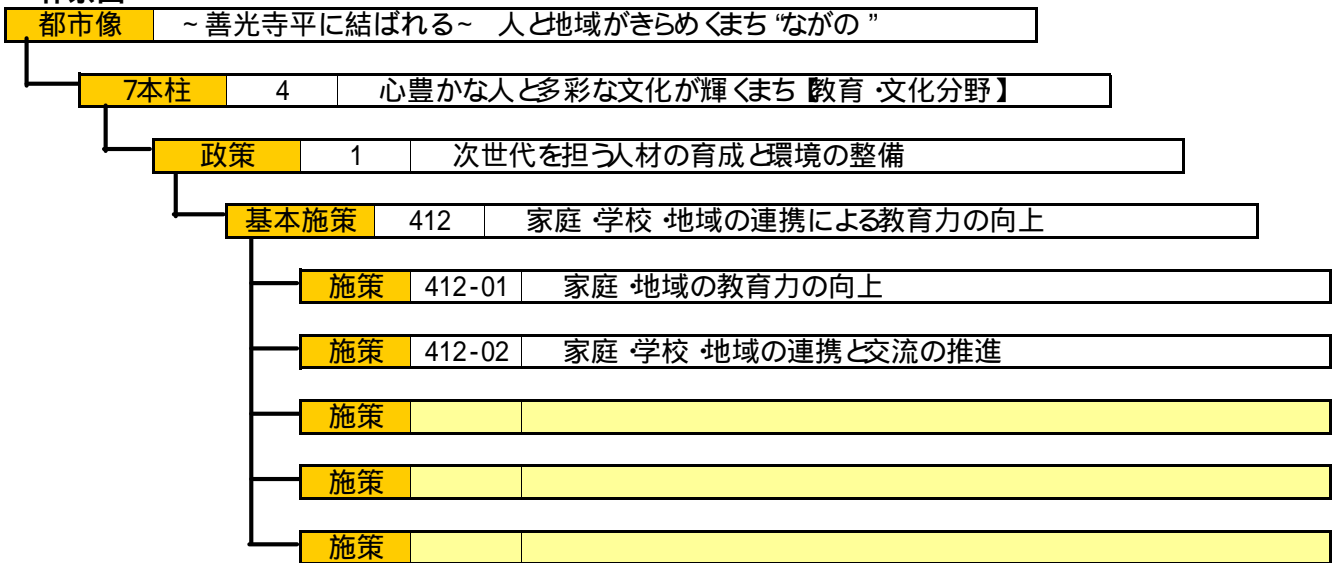 都市像 ~善光寺平に結ばれる~ 人と地域がきらめくまち“ながの”
7本柱 4 心豊かな人と多彩な文化が輝くまち【教育・文化分野】
政策 1 次世代を担う人材の育成と環境の整備
基本施策 412 家庭・学校・地域の連携による教育力の向上
施策 412-01 家庭・地域の教育力の向上
施策 412-02 家庭・学校・地域の連携と交流の推進
施策
施策
施策